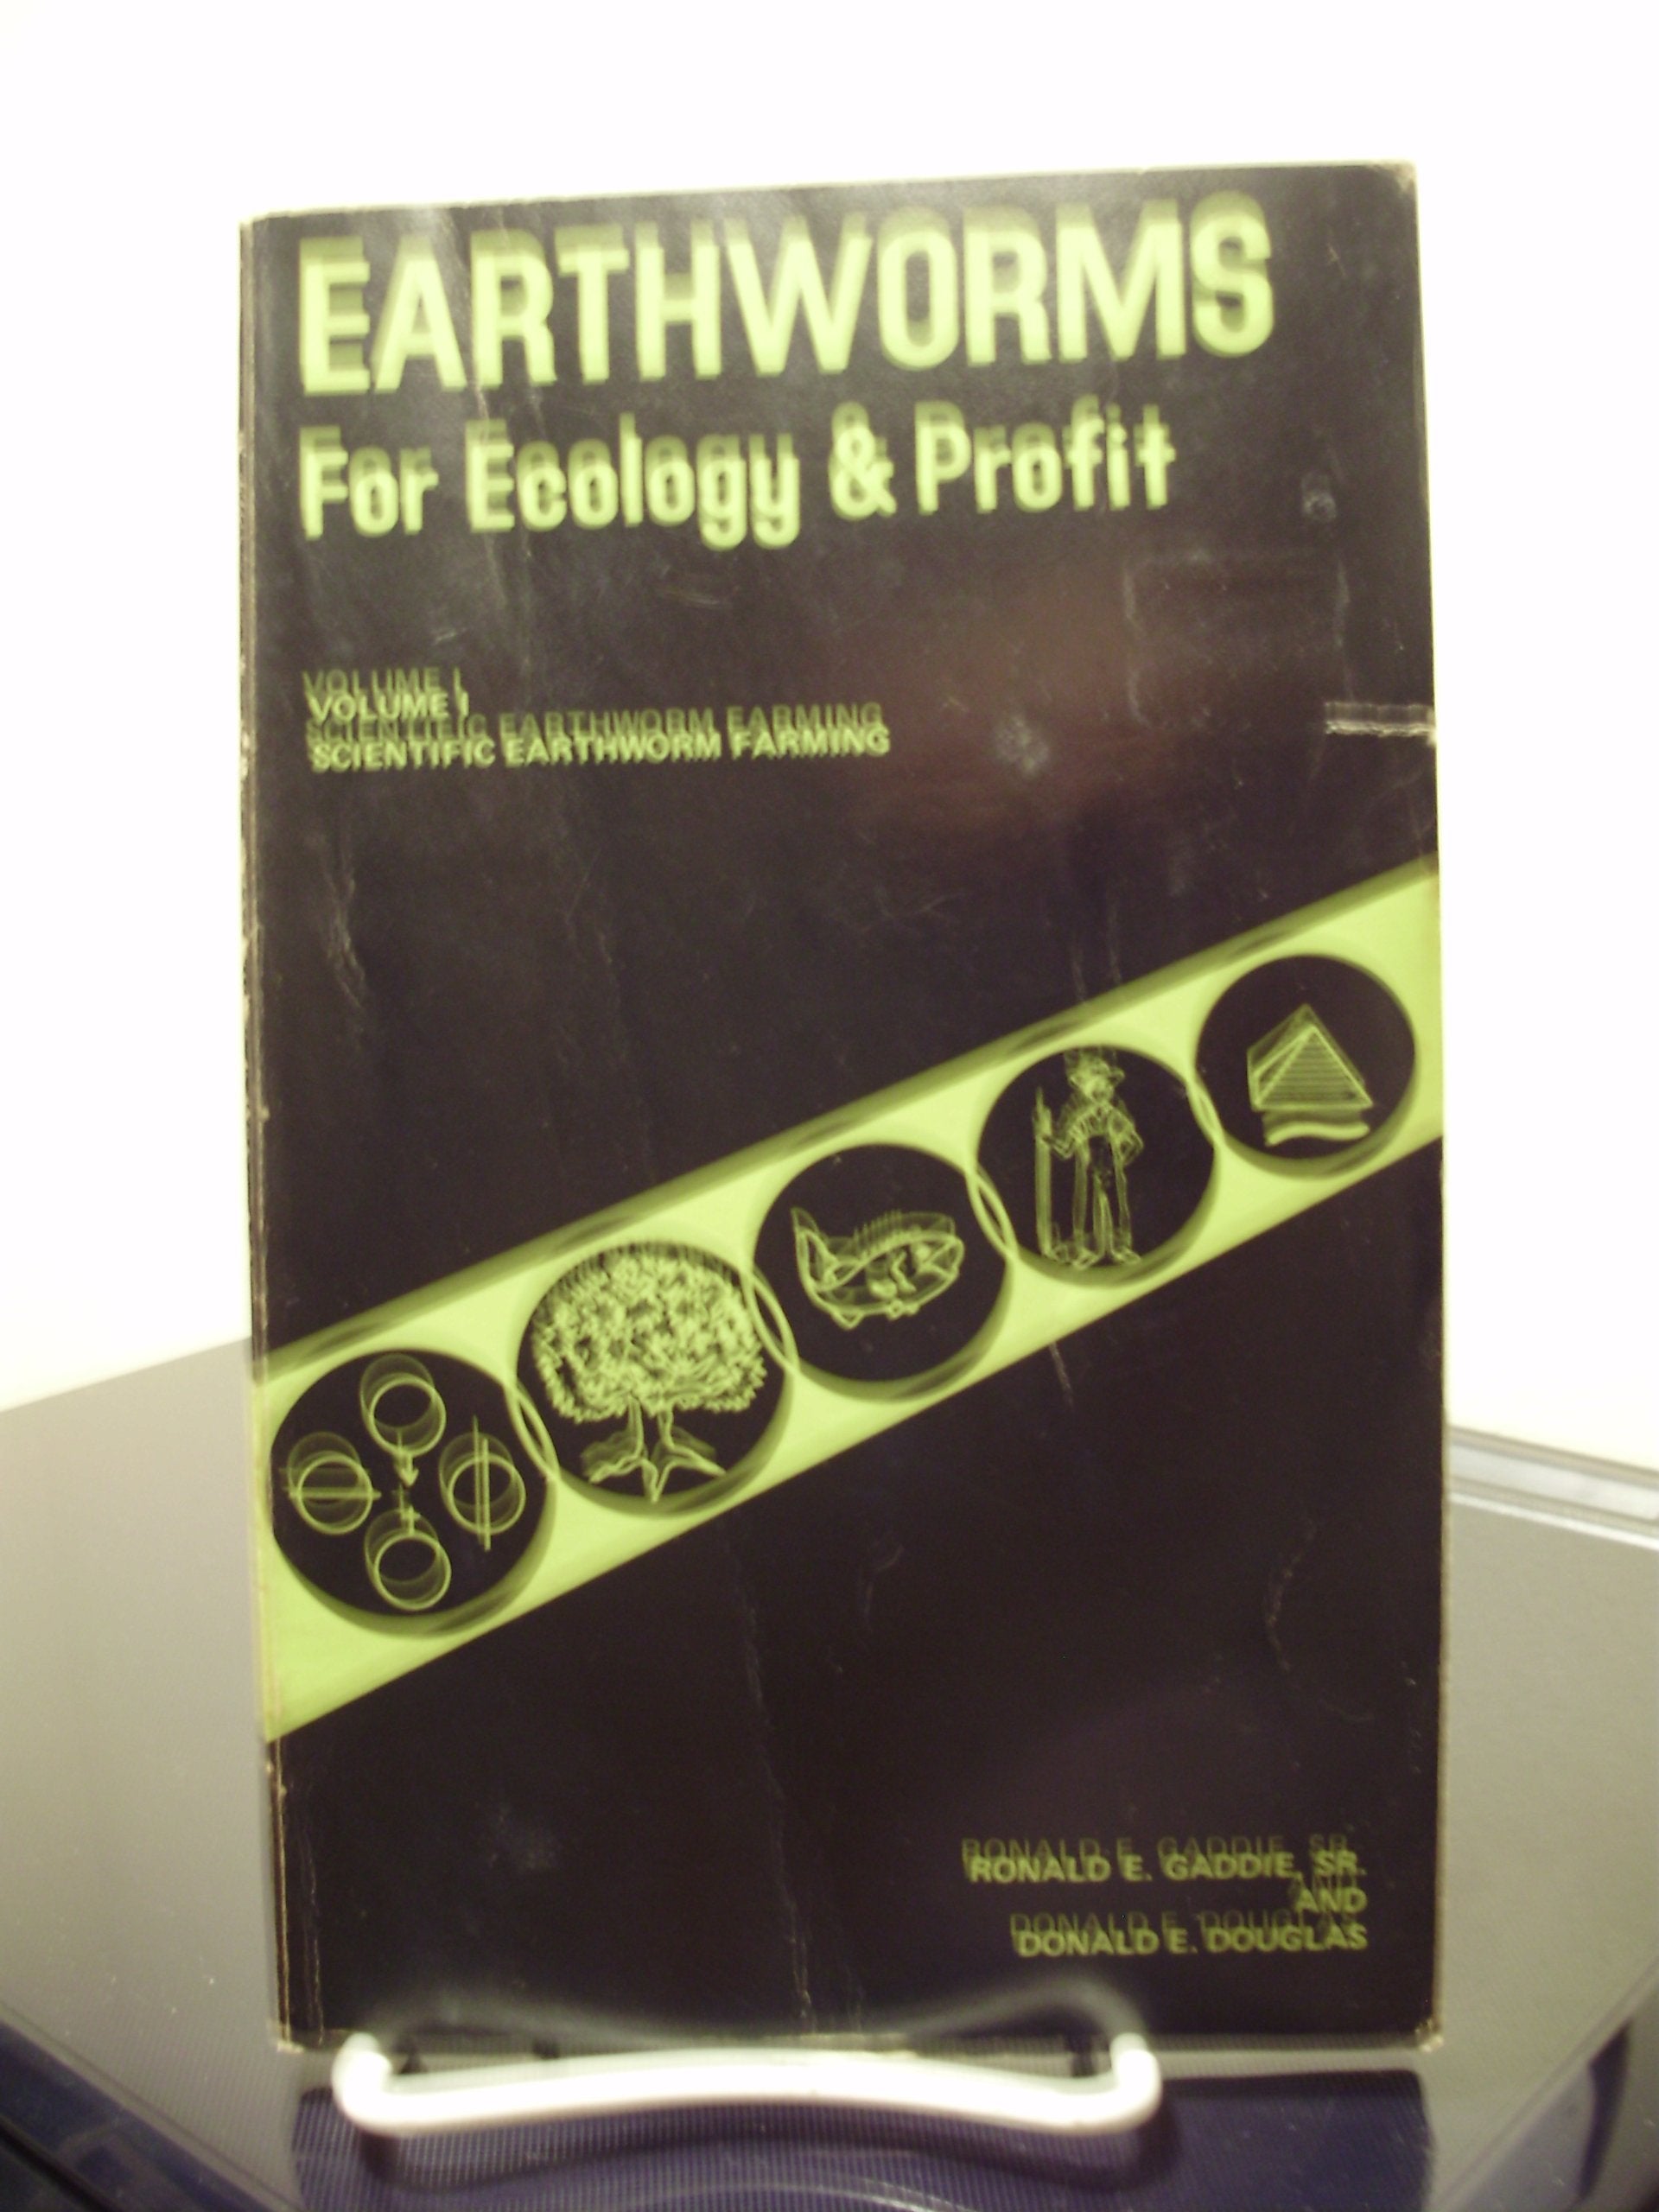 EARTHWORMS
For Ecology & Profit
VOLUME I
SCIENTIFIC EARTHWORM FARMING
RONALD E. GADDIE, SR.
AND
DONALD E. DOUGLAS